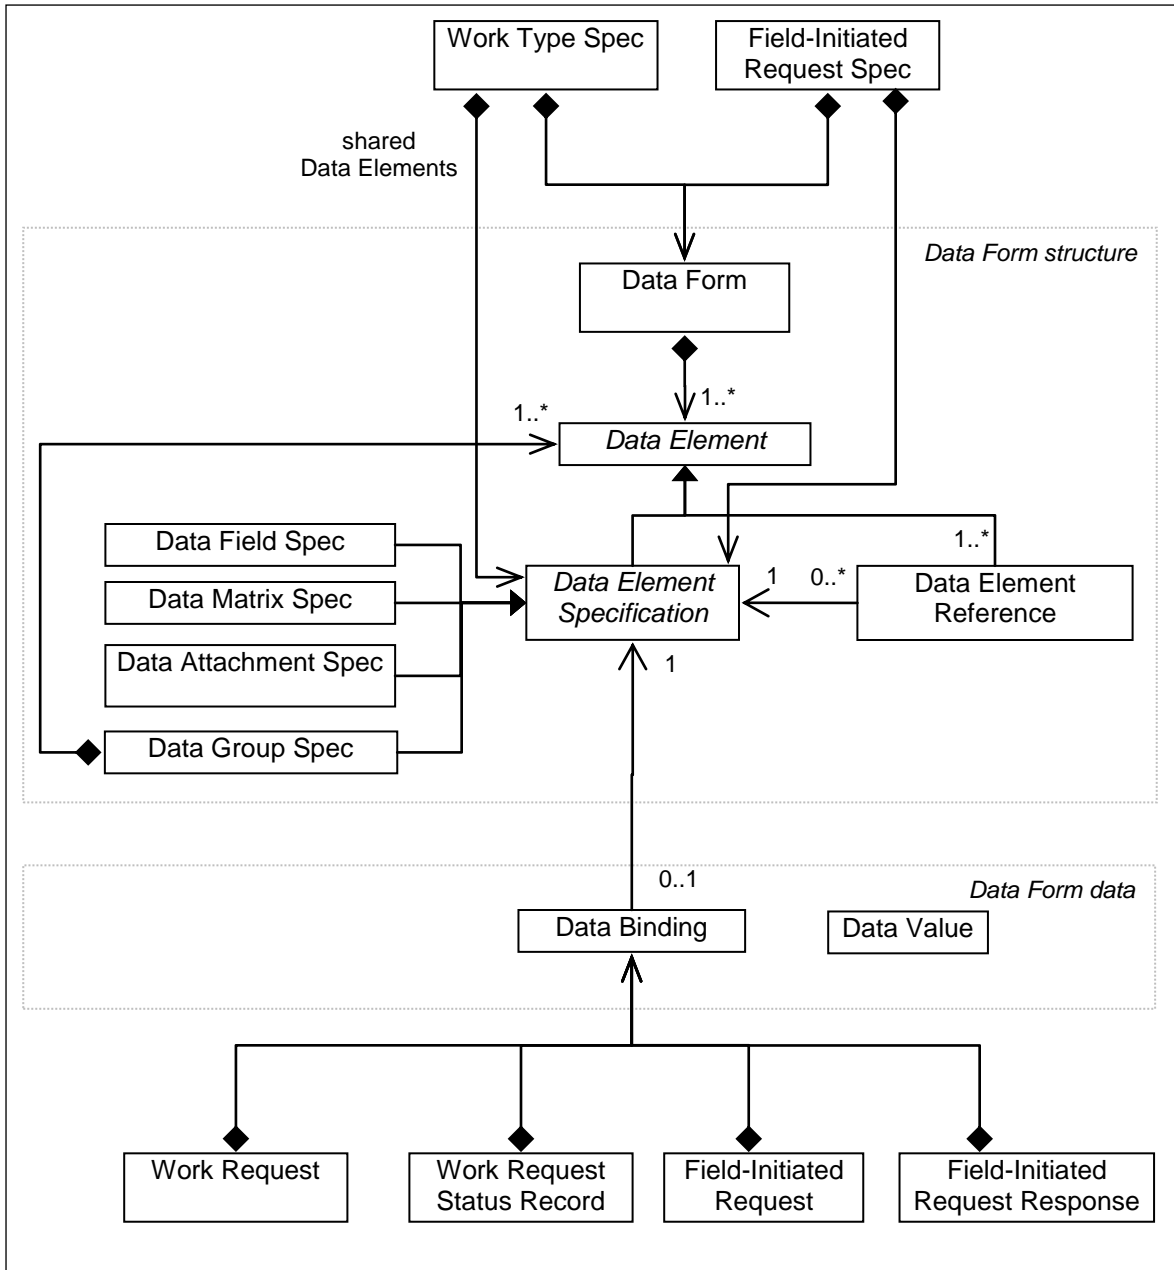 Work Type Spec
Field-Initiated
Request Spec
shared
Data Elements
Data Form structure
Data Form
1..*
1..*
Data Element
Data Field Spec
1..*
Data Element
Specification
1
0..*
Data Element
Reference
Data Matrix Spec
Data Attachment Spec
1
Data Group Spec
0..1
Data Form data
Data Binding
Data Value
Work Request
Work Request
Status Record
Field-Initiated
Request
Field-Initiated
Request Response